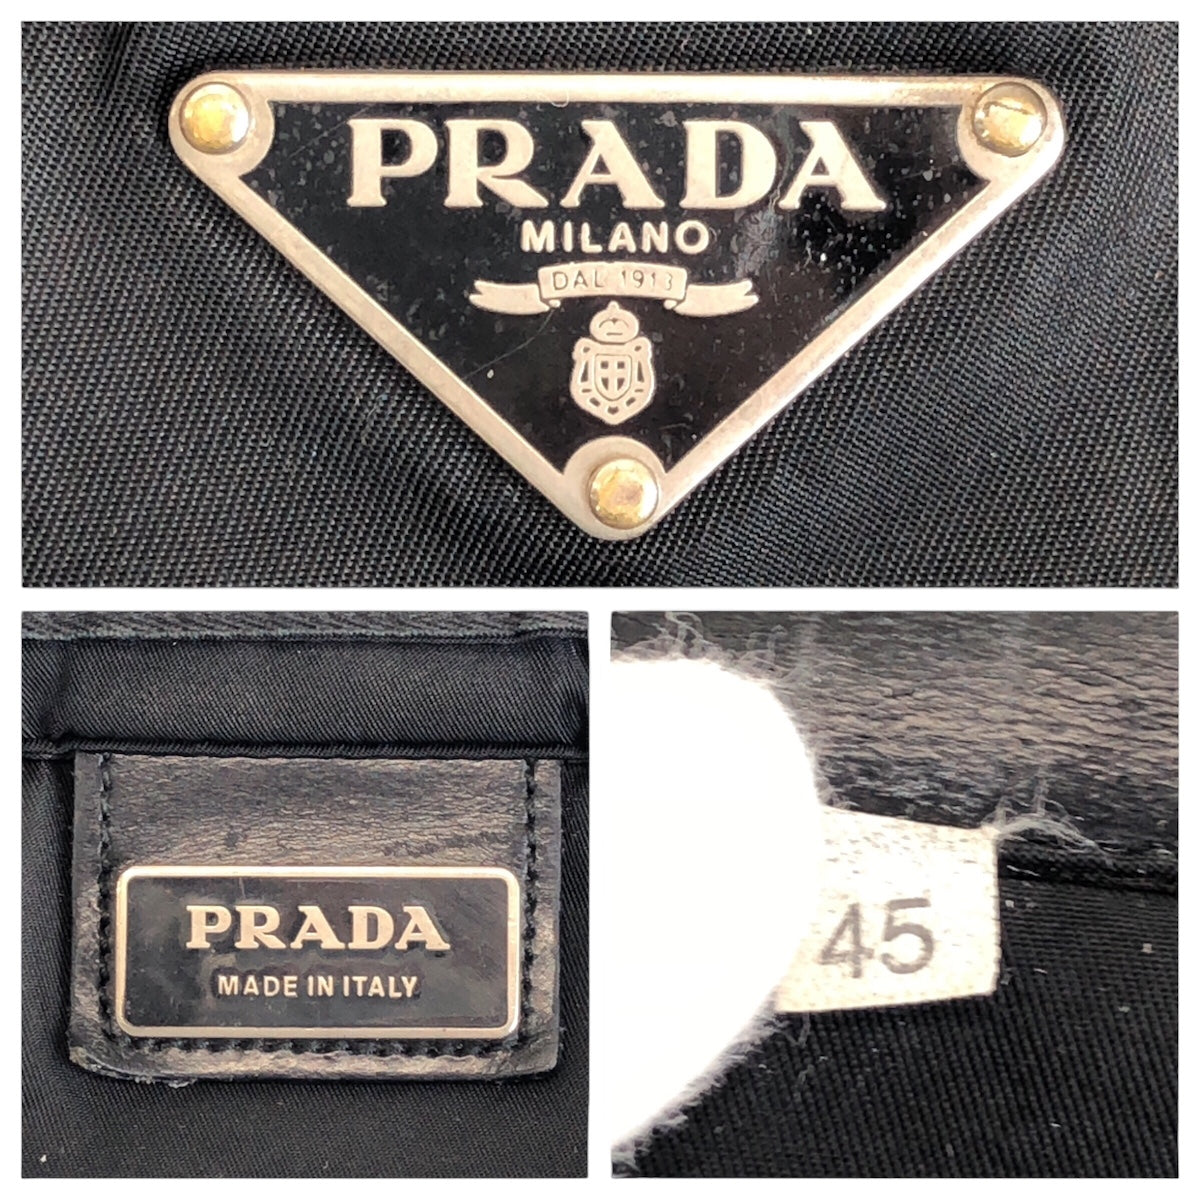 PRADA
MILANO
DAL 1913
PRADA
MADE IN ITALY
45